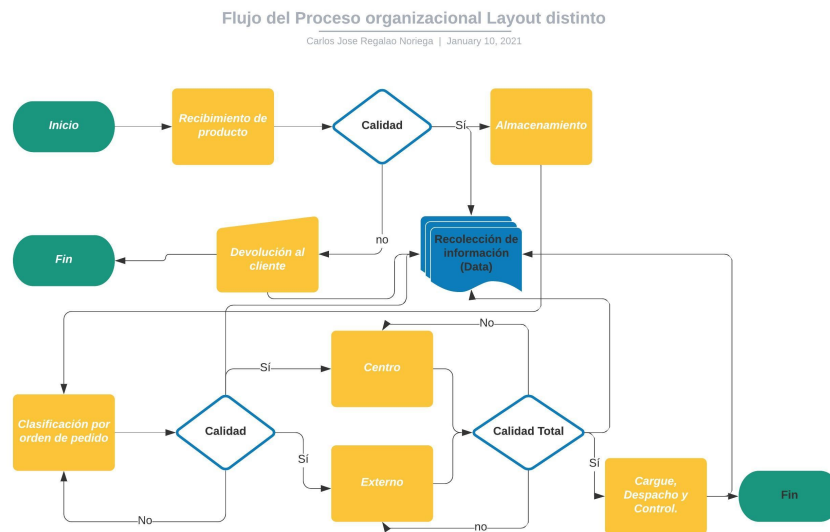 Flujo del Proceso organizacional Layout distinto
Carlos Jose Regalao Noriega | January 10, 2021
Inicio
Recibimiento de
producto
Calidad
Sí
Almacenamiento
no
Fin
Devolución al
cliente
Recolección de
información
(Data)
No
Sí
Centro
Clasificación por
orden de pedido
Calidad
Calidad Total
Sí
Sí
Externo
Cargue,
Despacho y
Control.
Fin
No
no